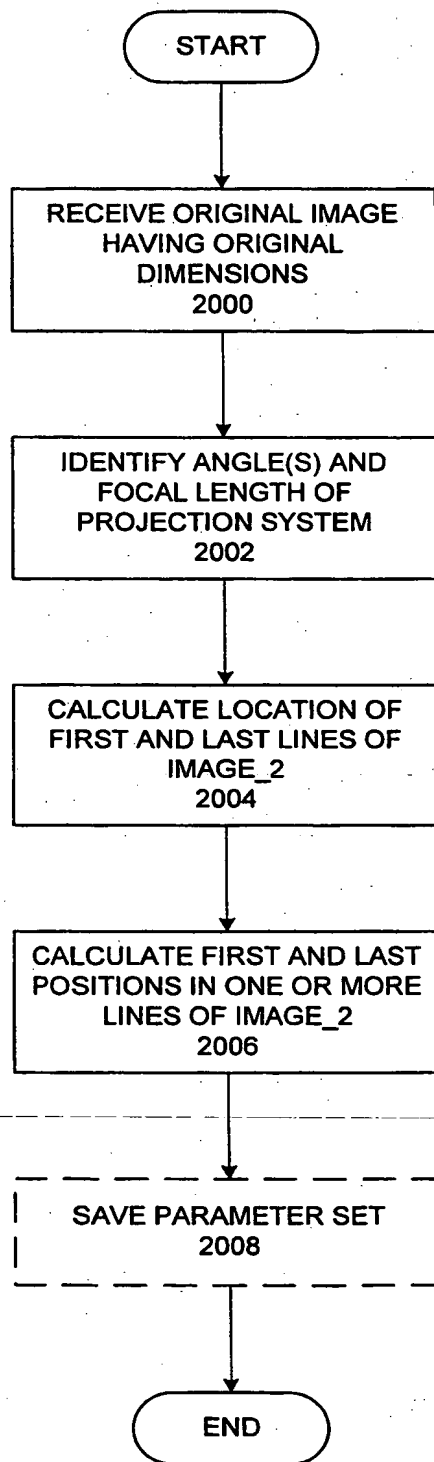 START
RECEIVE ORIGINAL IMAGE
HAVING ORIGINAL
DIMENSIONS
2000
IDENTIFY ANGLE(S) AND
FOCAL LENGTH OF
PROJECTION SYSTEM
2002
CALCULATE LOCATION OF
FIRST AND LAST LINES OF
IMAGE_2
2004
CALCULATE FIRST AND LAST
POSITIONS IN ONE OR MORE
LINES OF IMAGE_2
2006
SAVE PARAMETER SET
2008
END